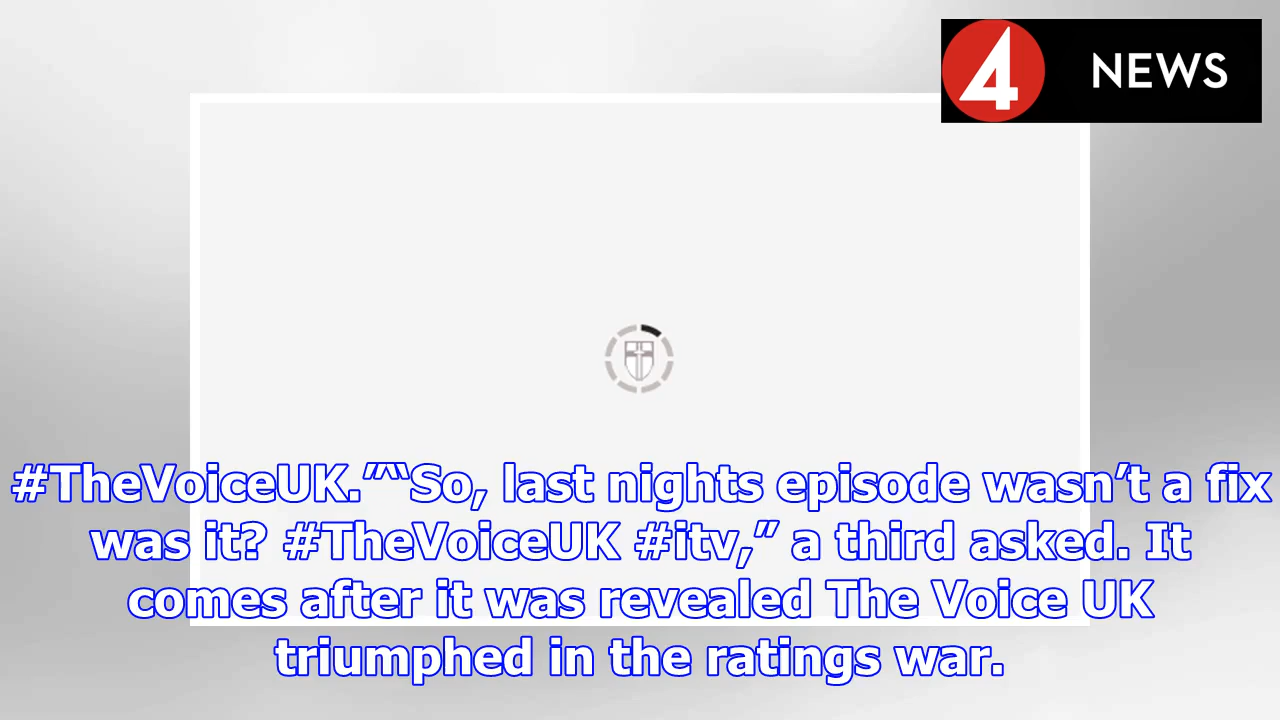 4 NEWS
#TheVoiceUK.”“‘So, last nights episode wasn’t a fix
was it? #TheVoiceUK #itv,” a third asked. It
comes after it was revealed The Voice UK
triumphed in the ratings war.